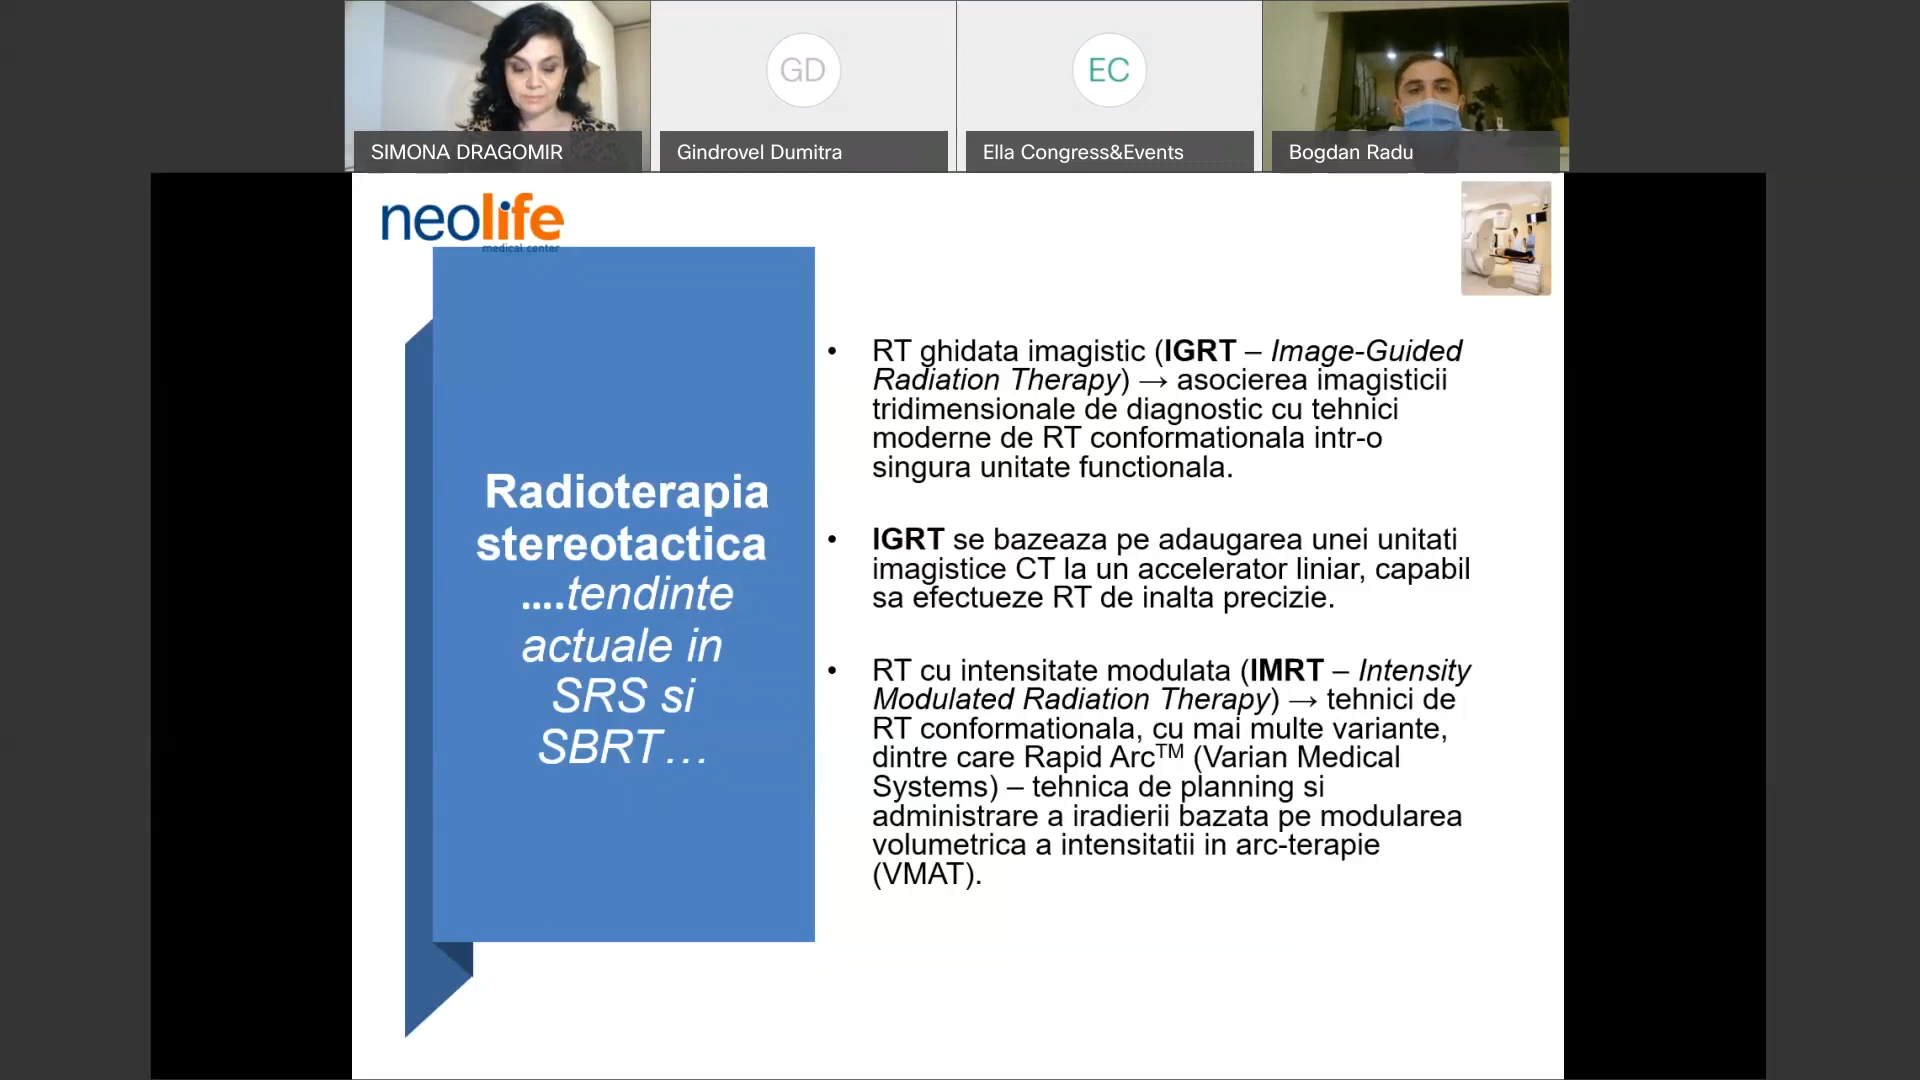 GD
EC
SIMONA DRAGOMIR
Gindrovel Dumitra
Ella Congress&Events
Bogdan Radu
neolife
medical center
Radioterapia
stereotactica
....tendinte
actuale in
SRS si
SBRT…
• RT ghidata imagistic (IGRT – Image-Guided
Radiation Therapy) → asocierea imagisticii
tridimensionale de diagnostic cu tehnici
moderne de RT conformationala intr-o
singura unitate functionala.
• IGRT se bazeaza pe adaugarea unei unitati
imagistice CT la un accelerator liniar, capabil
sa efectueze RT de inalta precizie.
• RT cu intensitate modulata (IMRT – Intensity
Modulated Radiation Therapy) → tehnici de
RT conformationala, cu mai multe variante,
dintre care Rapid Arc™ (Varian Medical
Systems) – tehnica de planning si
administrare a iradierii bazata pe modularea
volumetrica a intensitatii in arc-terapie
(VMAT).